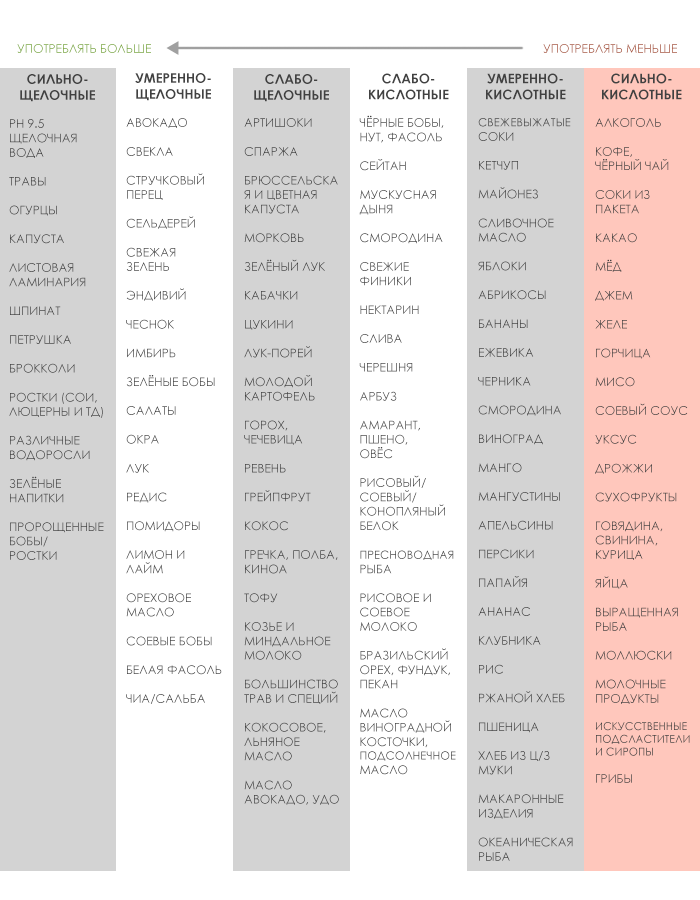 УПОТРЕБЛЯТЬ БОЛЬШЕ
УПОТРЕБЛЯТЬ МЕНЬШЕ
СИЛЬНО-
ЩЕЛОЧНЫЕ
PH 9.5
ЩЕЛОЧНАЯ
ВОДА
ТРАВЫ
ОГУРЦЫ
КАПУСТА
ЛИСТОВАЯ
ЛАМИНАРИЯ
ШПИНАТ
ПЕТРУШКА
БРОККОЛИ
РОСТКИ (СОИ,
ЛЮЦЕРНЫ И ТД)
РАЗЛИЧНЫЕ
ВОДОРОСЛИ
ЗЕЛЁНЫЕ
НАПИТКИ
ПРОРОЩЕННЫЕ
БОБЫ/
РОСТКИ
УМЕРЕННО-
ЩЕЛОЧНЫЕ
АВОКАДО
СВЕКЛА
СТРУЧКОВЫЙ
ПЕРЕЦ
СЕЛЬДЕРЕЙ
СВЕЖАЯ
ЗЕЛЕНЬ
ЭНДИВИЙ
ЧЕСНОК
ИМБИРЬ
ЗЕЛЁНЫЕ БОБЫ
САЛАТЫ
ОКРА
ЛУК
РЕДИС
ПОМИДОРЫ
ЛИМОН И
ЛАЙМ
ОРЕХОВОЕ
МАСЛО
СОЕВЫЕ БОБЫ
БЕЛАЯ ФАСОЛЬ
ЧИА/САЛЬБА
СЛАБО-
ЩЕЛОЧНЫЕ
АРТИШОКИ
СПАРЖА
БРЮССЕЛЬСКА
Я И ЦВЕТНАЯ
КАПУСТА
МОРКОВЬ
ЗЕЛЁНЫЙ ЛУК
КАБАЧКИ
ЦУКИНИ
ЛУК-ПОРЕЙ
МОЛОДОЙ
КАРТОФЕЛЬ
ГОРОХ,
ЧЕЧЕВИЦА
РЕВЕНЬ
ГРЕЙПФРУТ
КОКОС
ГРЕЧКА, ПОЛБА,
КИНОА
ТОФУ
КОЗЬЕ И
МИНДАЛЬНОЕ
МОЛОКО
БОЛЬШИНСТВО
ТРАВ И СПЕЦИЙ
КОКОСОВОЕ,
ЛЬНЯНОЕ
МАСЛО
МАСЛО
АВОКАДО, УДО
СЛАБО-
КИСЛОТНЫЕ
ЧЁРНЫЕ БОБЫ,
НУТ, ФАСОЛЬ
СЕЙТАН
МУСКУСНАЯ
ДЫНЯ
СМОРОДИНА
СВЕЖИЕ
ФИНИКИ
НЕКТАРИН
СЛИВА
ЧЕРЕШНЯ
АРБУЗ
АМАРАНТ,
ПШЕНО,
ОВЁС
РИСОВЫЙ/
СОЕВЫЙ/
КОНОПЛЯНЫЙ
БЕЛОК
ПРЕСНОВОДНАЯ
РЫБА
РИСОВОЕ И
СОЕВОЕ
МОЛОКО
БРАЗИЛЬСКИЙ
ОРЕХ, ФУНДУК,
ПЕКАН
МАСЛО
ВИНОГРАДНОЙ
КОСТОЧКИ,
ПОДСОЛНЕЧНОЕ
МАСЛО
УМЕРЕННО-
КИСЛОТНЫЕ
СВЕЖЕВЫЖАТЫЕ
СОКИ
КЕТЧУП
МАЙОНЕЗ
СЛИВОЧНОЕ
МАСЛО
ЯБЛОКИ
АБРИКОСЫ
БАНАНЫ
ЕЖЕВИКА
ЧЕРНИКА
СМОРОДИНА
ВИНОГРАД
МАНГО
МАНГУСТИНЫ
АПЕЛЬСИНЫ
ПЕРСИКИ
ПАПАЙЯ
АНАНАС
КЛУБНИКА
РИС
РЖАНОЙ ХЛЕБ
ПШЕНИЦА
ХЛЕБ ИЗ Ц/З
МУКИ
МАКАРОННЫЕ
ИЗДЕЛИЯ
ОКЕАНИЧЕСКАЯ
РЫБА
СИЛЬНО-
КИСЛОТНЫЕ
АЛКОГОЛЬ
КОФЕ,
ЧЁРНЫЙ ЧАЙ
СОКИ ИЗ
ПАКЕТА
КАКАО
МЁД
ДЖЕМ
ЖЕЛЕ
ГОРЧИЦА
МИСО
СОЕВЫЙ СОУС
УКСУС
ДРОЖЖИ
СУХОФРУКТЫ
ГОВЯДИНА,
СВИНИНА,
КУРИЦА
ЯЙЦА
ВЫРАЩЕННАЯ
РЫБА
МОЛЛЮСКИ
МОЛОЧНЫЕ
ПРОДУКТЫ
ИСКУССТВЕННЫЕ
ПОДСЛАСТИТЕЛИ
И СИРОПЫ
ГРИБЫ